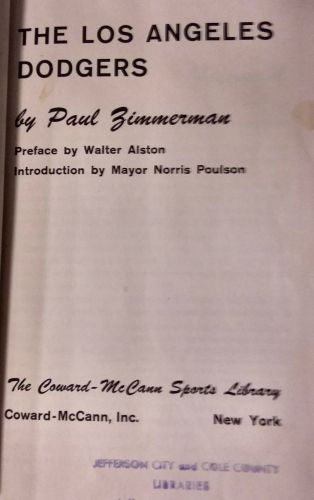 THE LOS ANGELES
DODGERS
by Paul Zimmerman
Preface by Walter Alston
Introduction by Mayor Norris Poulson
The Coward-McCann Sports Library
Coward-McCann, Inc. New York
JEFFERSON CITY and COLE COUNTY
LIBRARIES